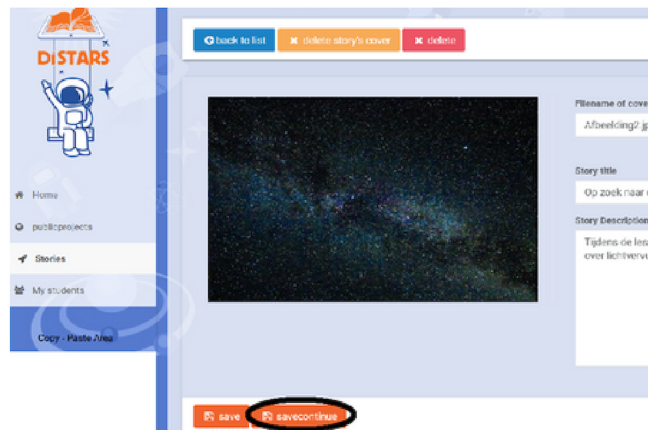 DiSTARS
Home
publicprojects
Stories
My students
Copy - Paste Area
back to list
delete story's cover
delete
Filename of cove
Afbeelding2.jp
Story title
Op zoek naar
Story Description
Tijdens de les
over lichtvervu
save
savecontinue